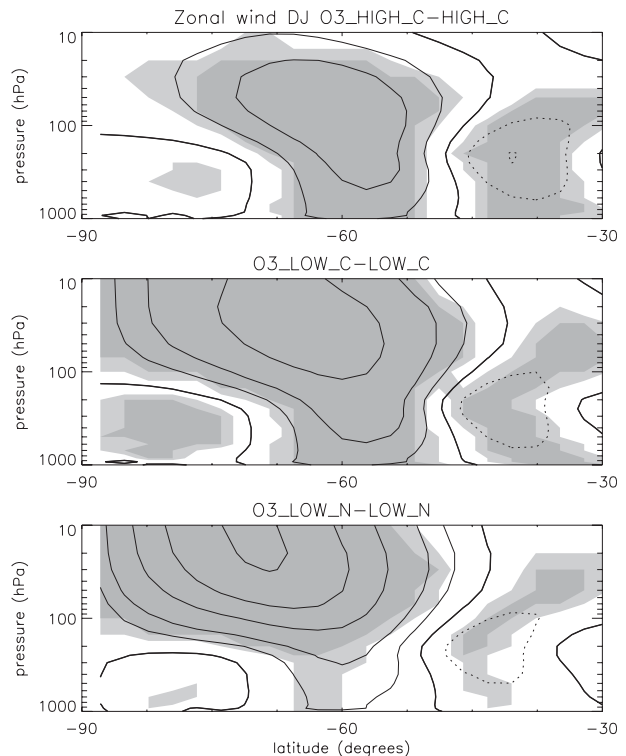 Zonal wind DJ O3_HIGH_C-HIGH_C
10
100
1000
pressure (hPa)
-90
-60
-30
O3_LOW_C-LOW_C
10
100
1000
pressure (hPa)
-90
-60
-30
O3_LOW_N-LOW_N
10
100
1000
pressure (hPa)
-90
-60
-30
latitude (degrees)